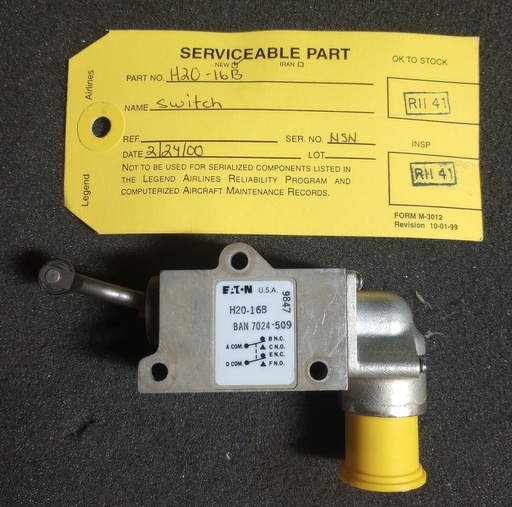 SERVICEABLE PART
NEW ☑ IRAN ☐
PART NO. H20-16B
NAME Switch
REF. SER. NO. NSN
DATE 2/24/00 LOT
NOT TO BE USED FOR SERIALIZED COMPONENTS LISTED IN
THE LEGEND AIRLINES RELIABILITY PROGRAM AND
COMPUTERIZED AIRCRAFT MAINTENANCE RECORDS.
Legend Airlines
OK TO STOCK
RII 41
INSP
RII 41
FORM M-3012
Revision 10-01-99
EATON U.S.A.
9847
H20-16B
BAN 7024-509
B N.C.
A COM. C N.O.
E N.C.
D COM. F N.O.